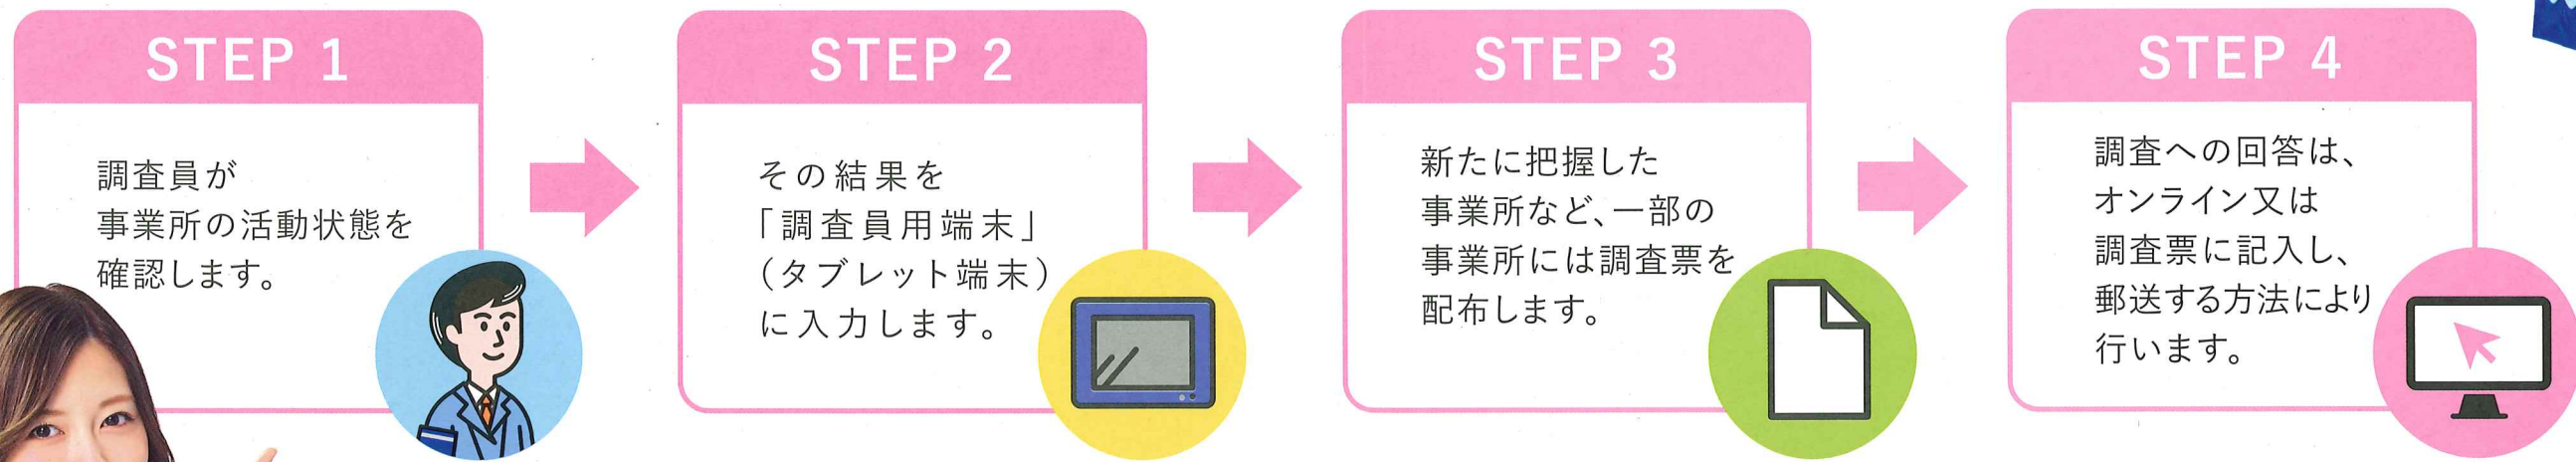 STEP 1
調査員が
事業所の活動状態を
確認します。
STEP 2
その結果を
「調査員用端末」
(タブレット端末)
に入力します。
STEP 3
新たに把握した
事業所など、一部の
事業所には調査票を
配布します。
STEP 4
調査への回答は、
オンライン又は
調査票に記入し、
郵送する方法により
行います。